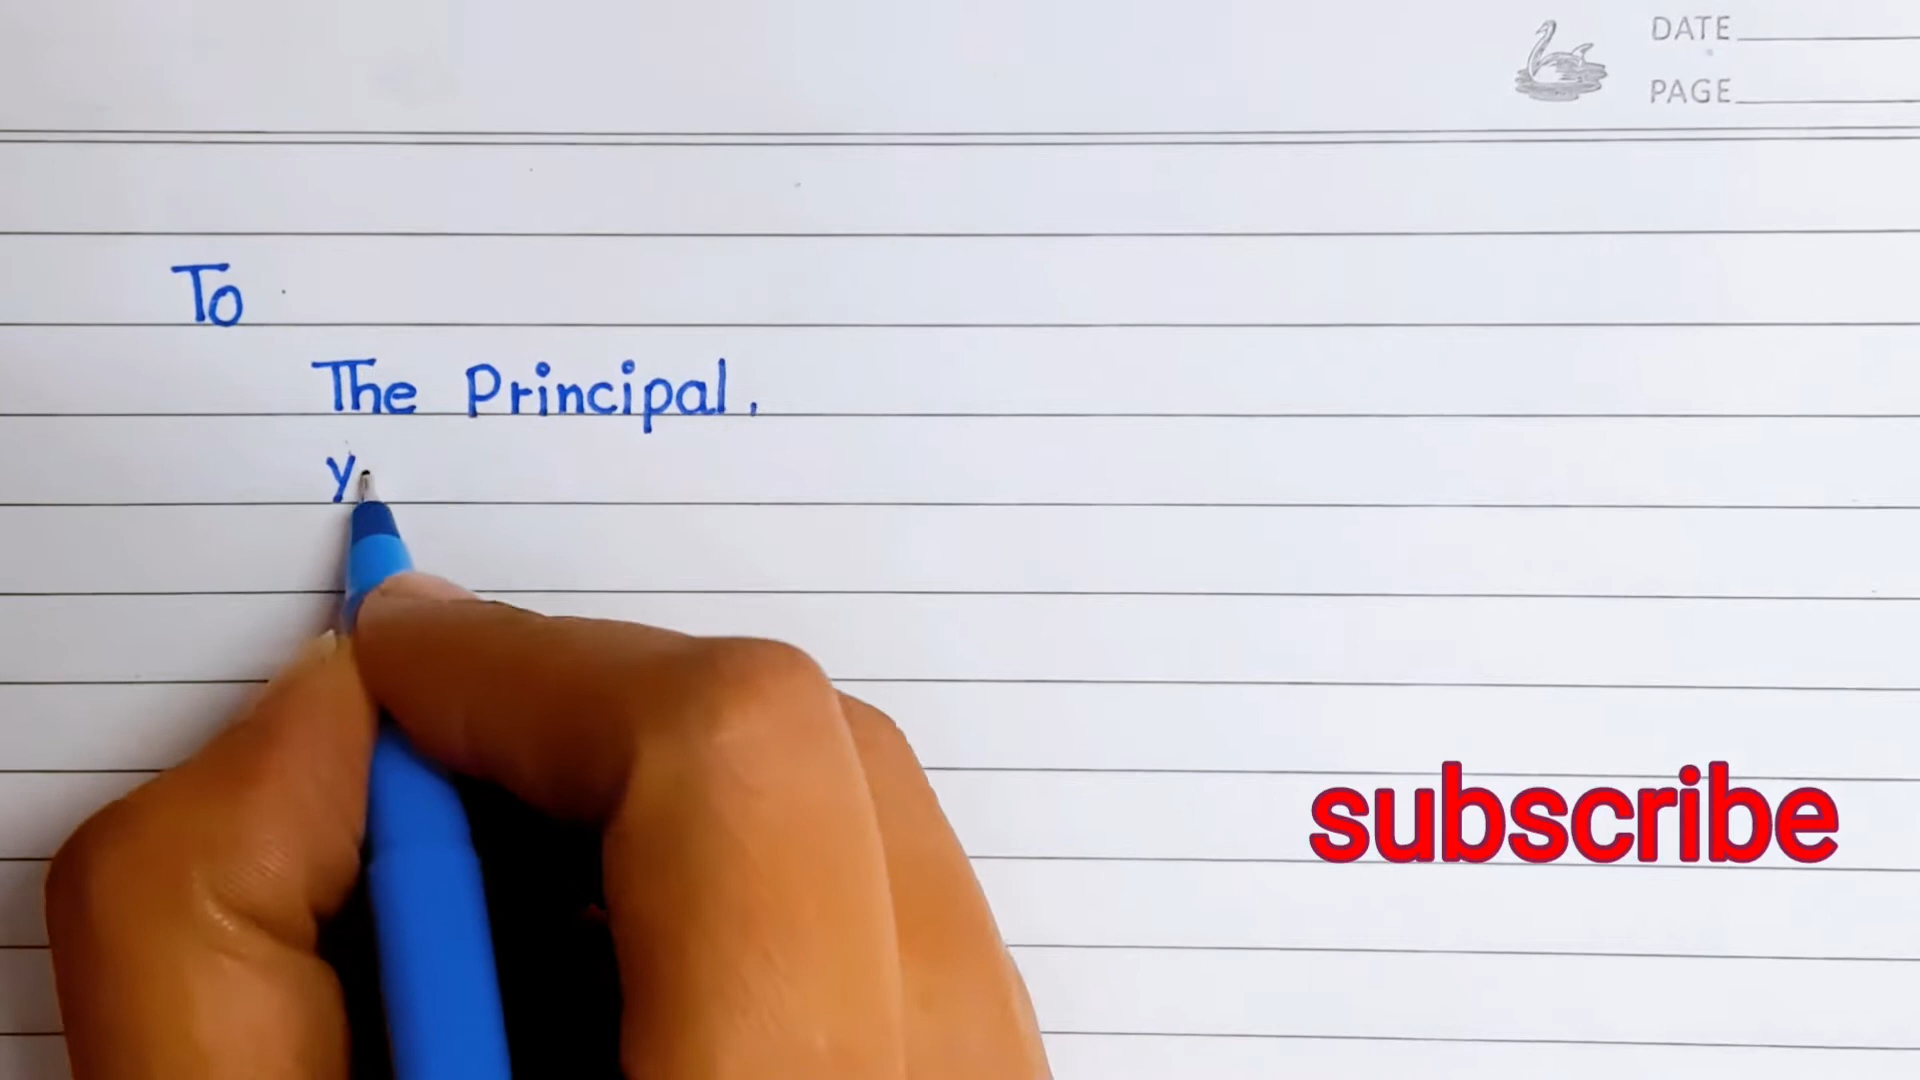 DATE
PAGE
To
The Principal,
y
subscribe